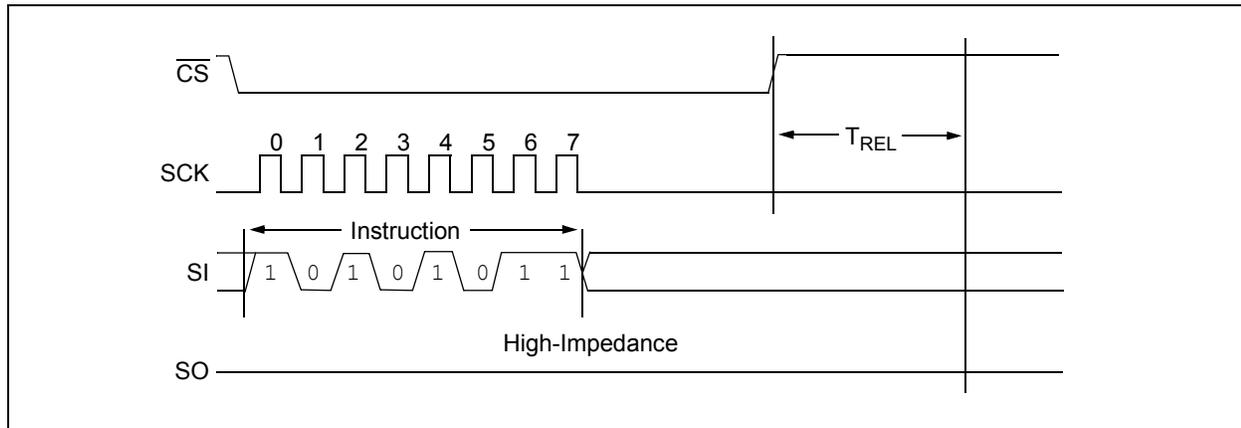 CS
TREL
0 1 2 3 4 5 6 7
SCK
Instruction
SI 1 0 1 0 1 0 1 1
High-Impedance
SO